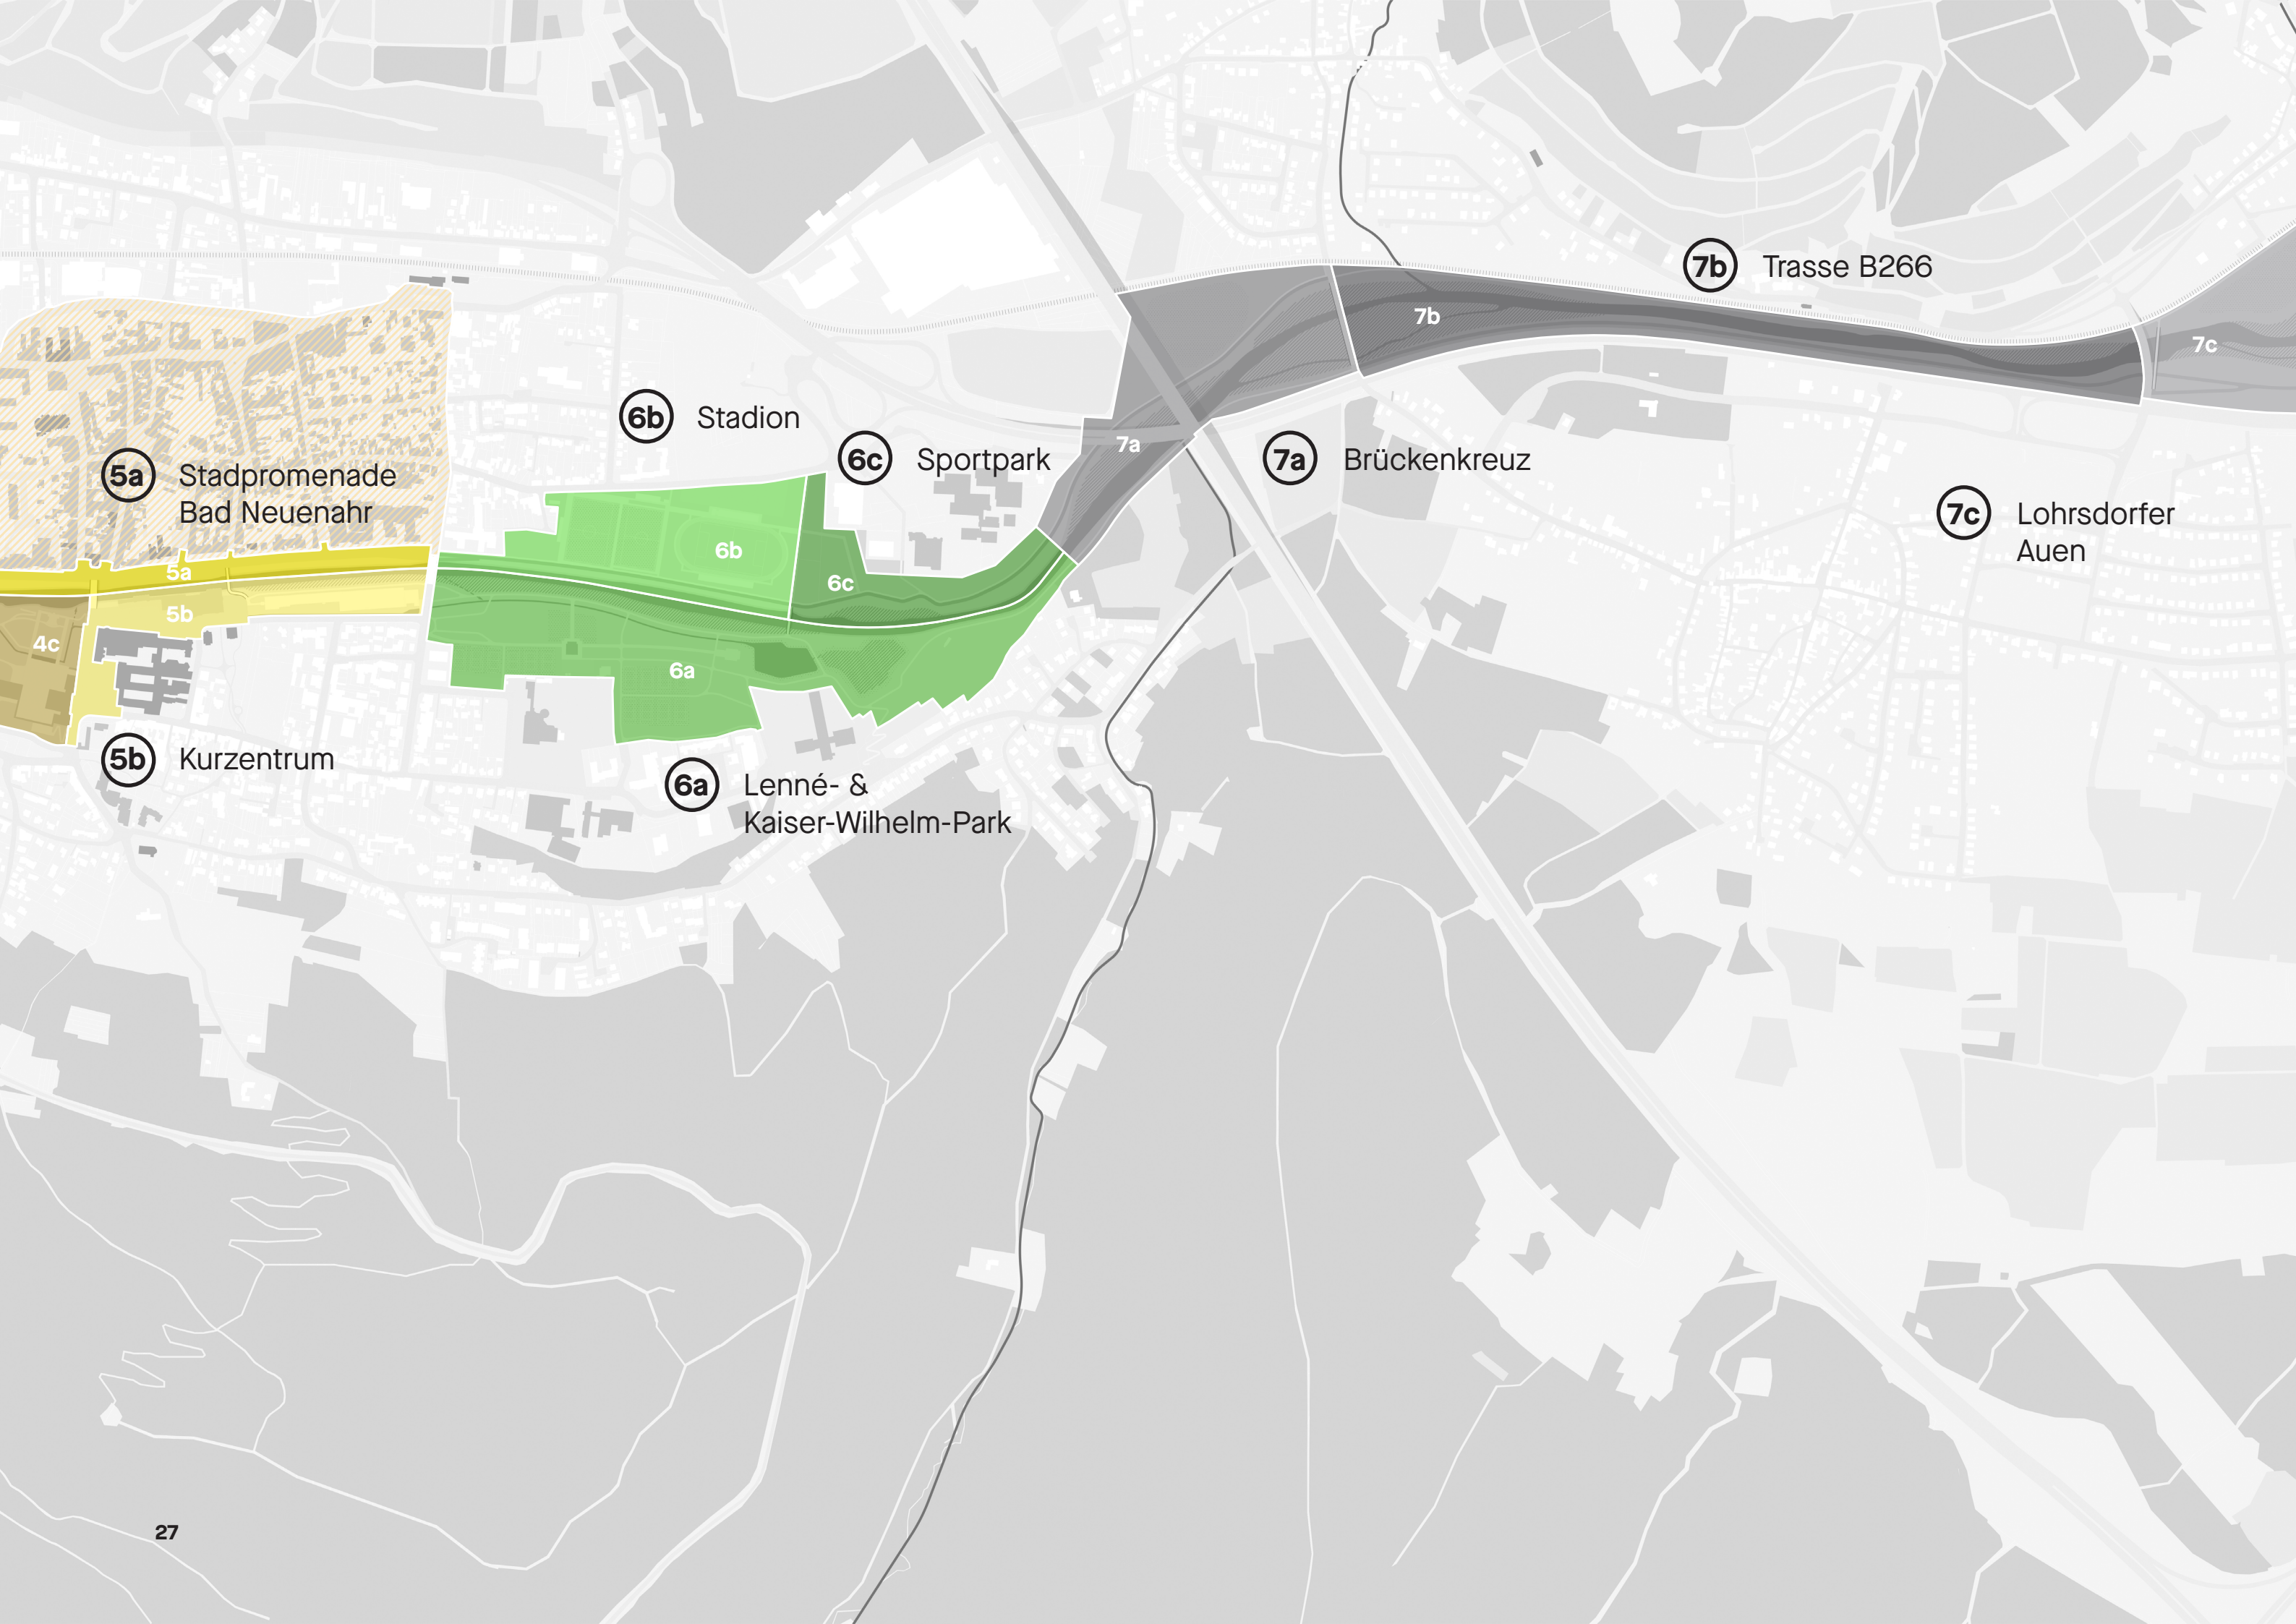 7b Trasse B266
7b
7c
6b Stadion
6c Sportpark
7a
7a Brückenkreuz
5a Stadpromenade
Bad Neuenahr
7c Lohrsdorfer
Auen
6b
5a
6c
5b
4c
6a
5b Kurzentrum
6a Lenné- &
Kaiser-Wilhelm-Park
27